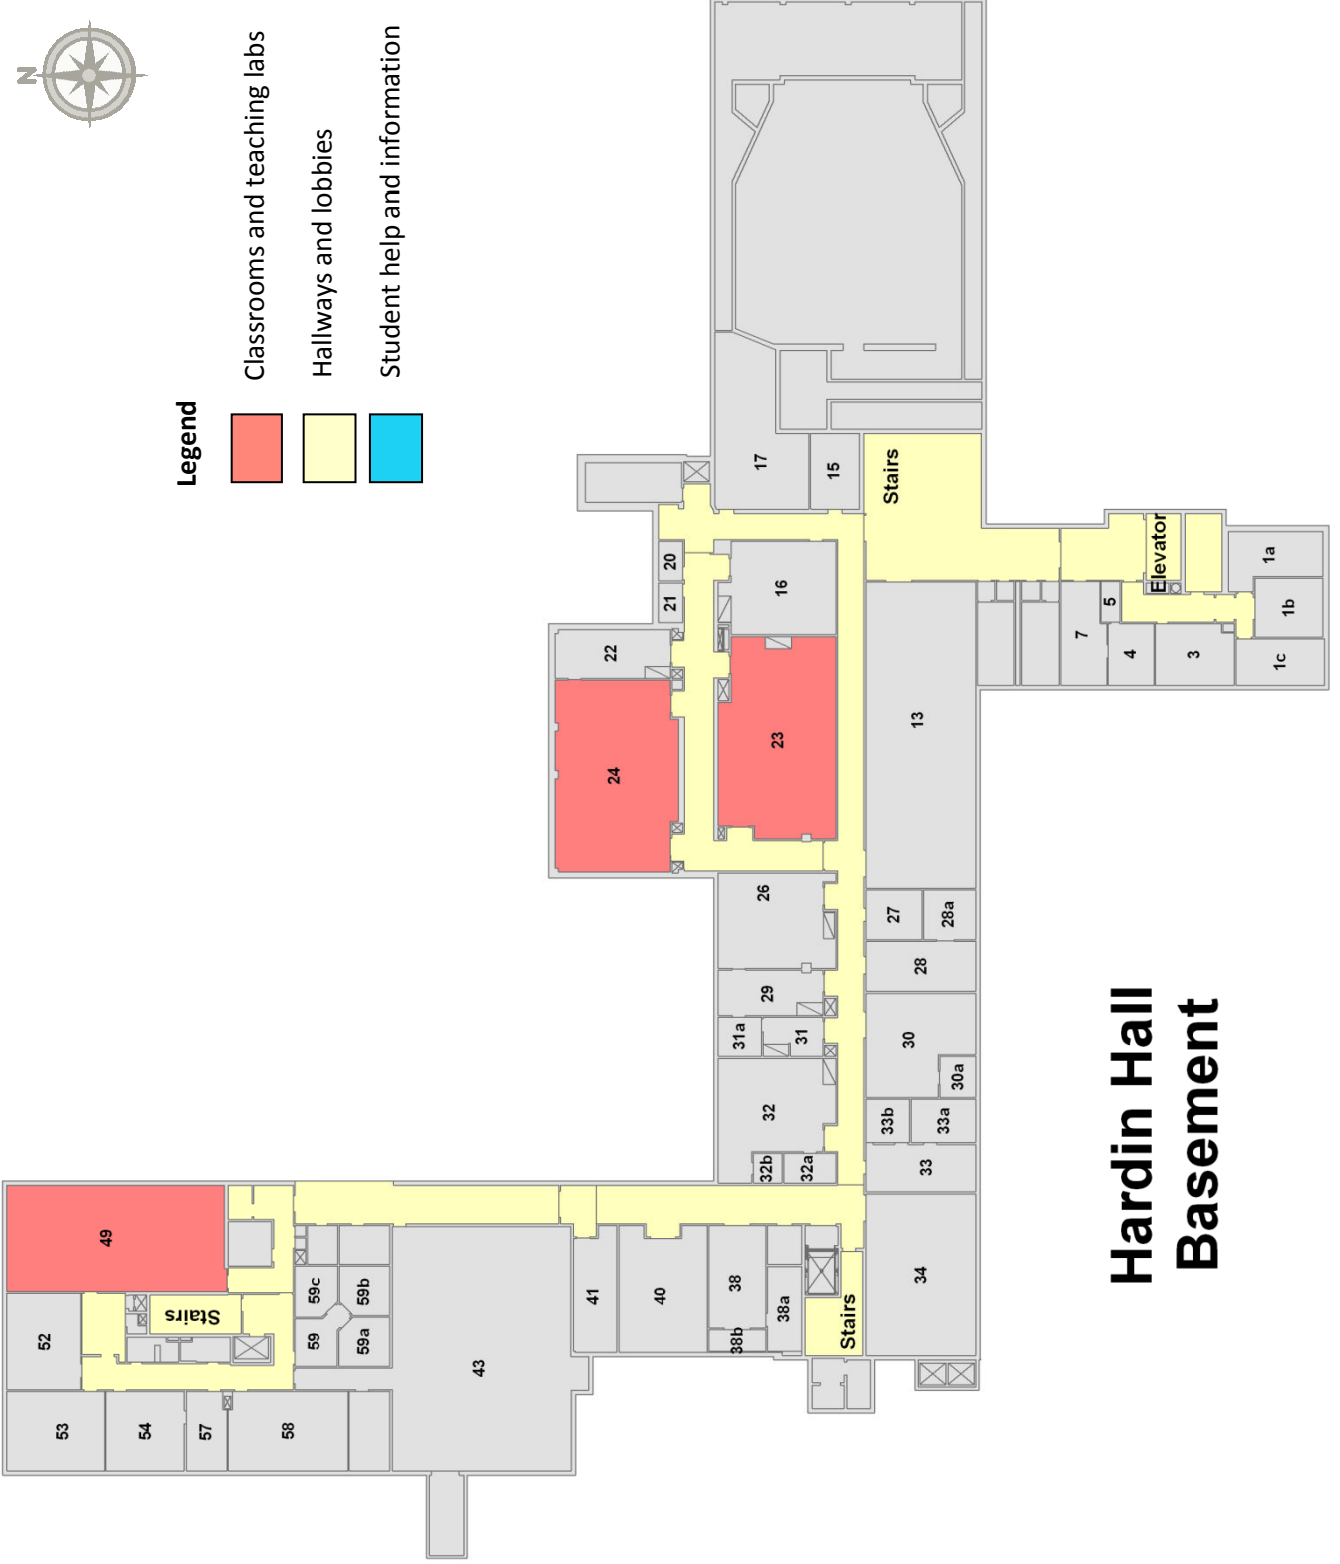 N
Legend
Classrooms and teaching labs
Hallways and lobbies
Student help and information
17
15
Stairs
20
21
16
22
24
23
Elevator
1a
1b
1c
5
7
4
3
13
26
27
28a
28
29
31a
31
30
30a
32
33b
33a
32b
32a
33
34
49
52
Stairs
59c
59b
59
59a
41
40
38
38a
38b
Stairs
43
53
54
57
58
Hardin Hall
Basement